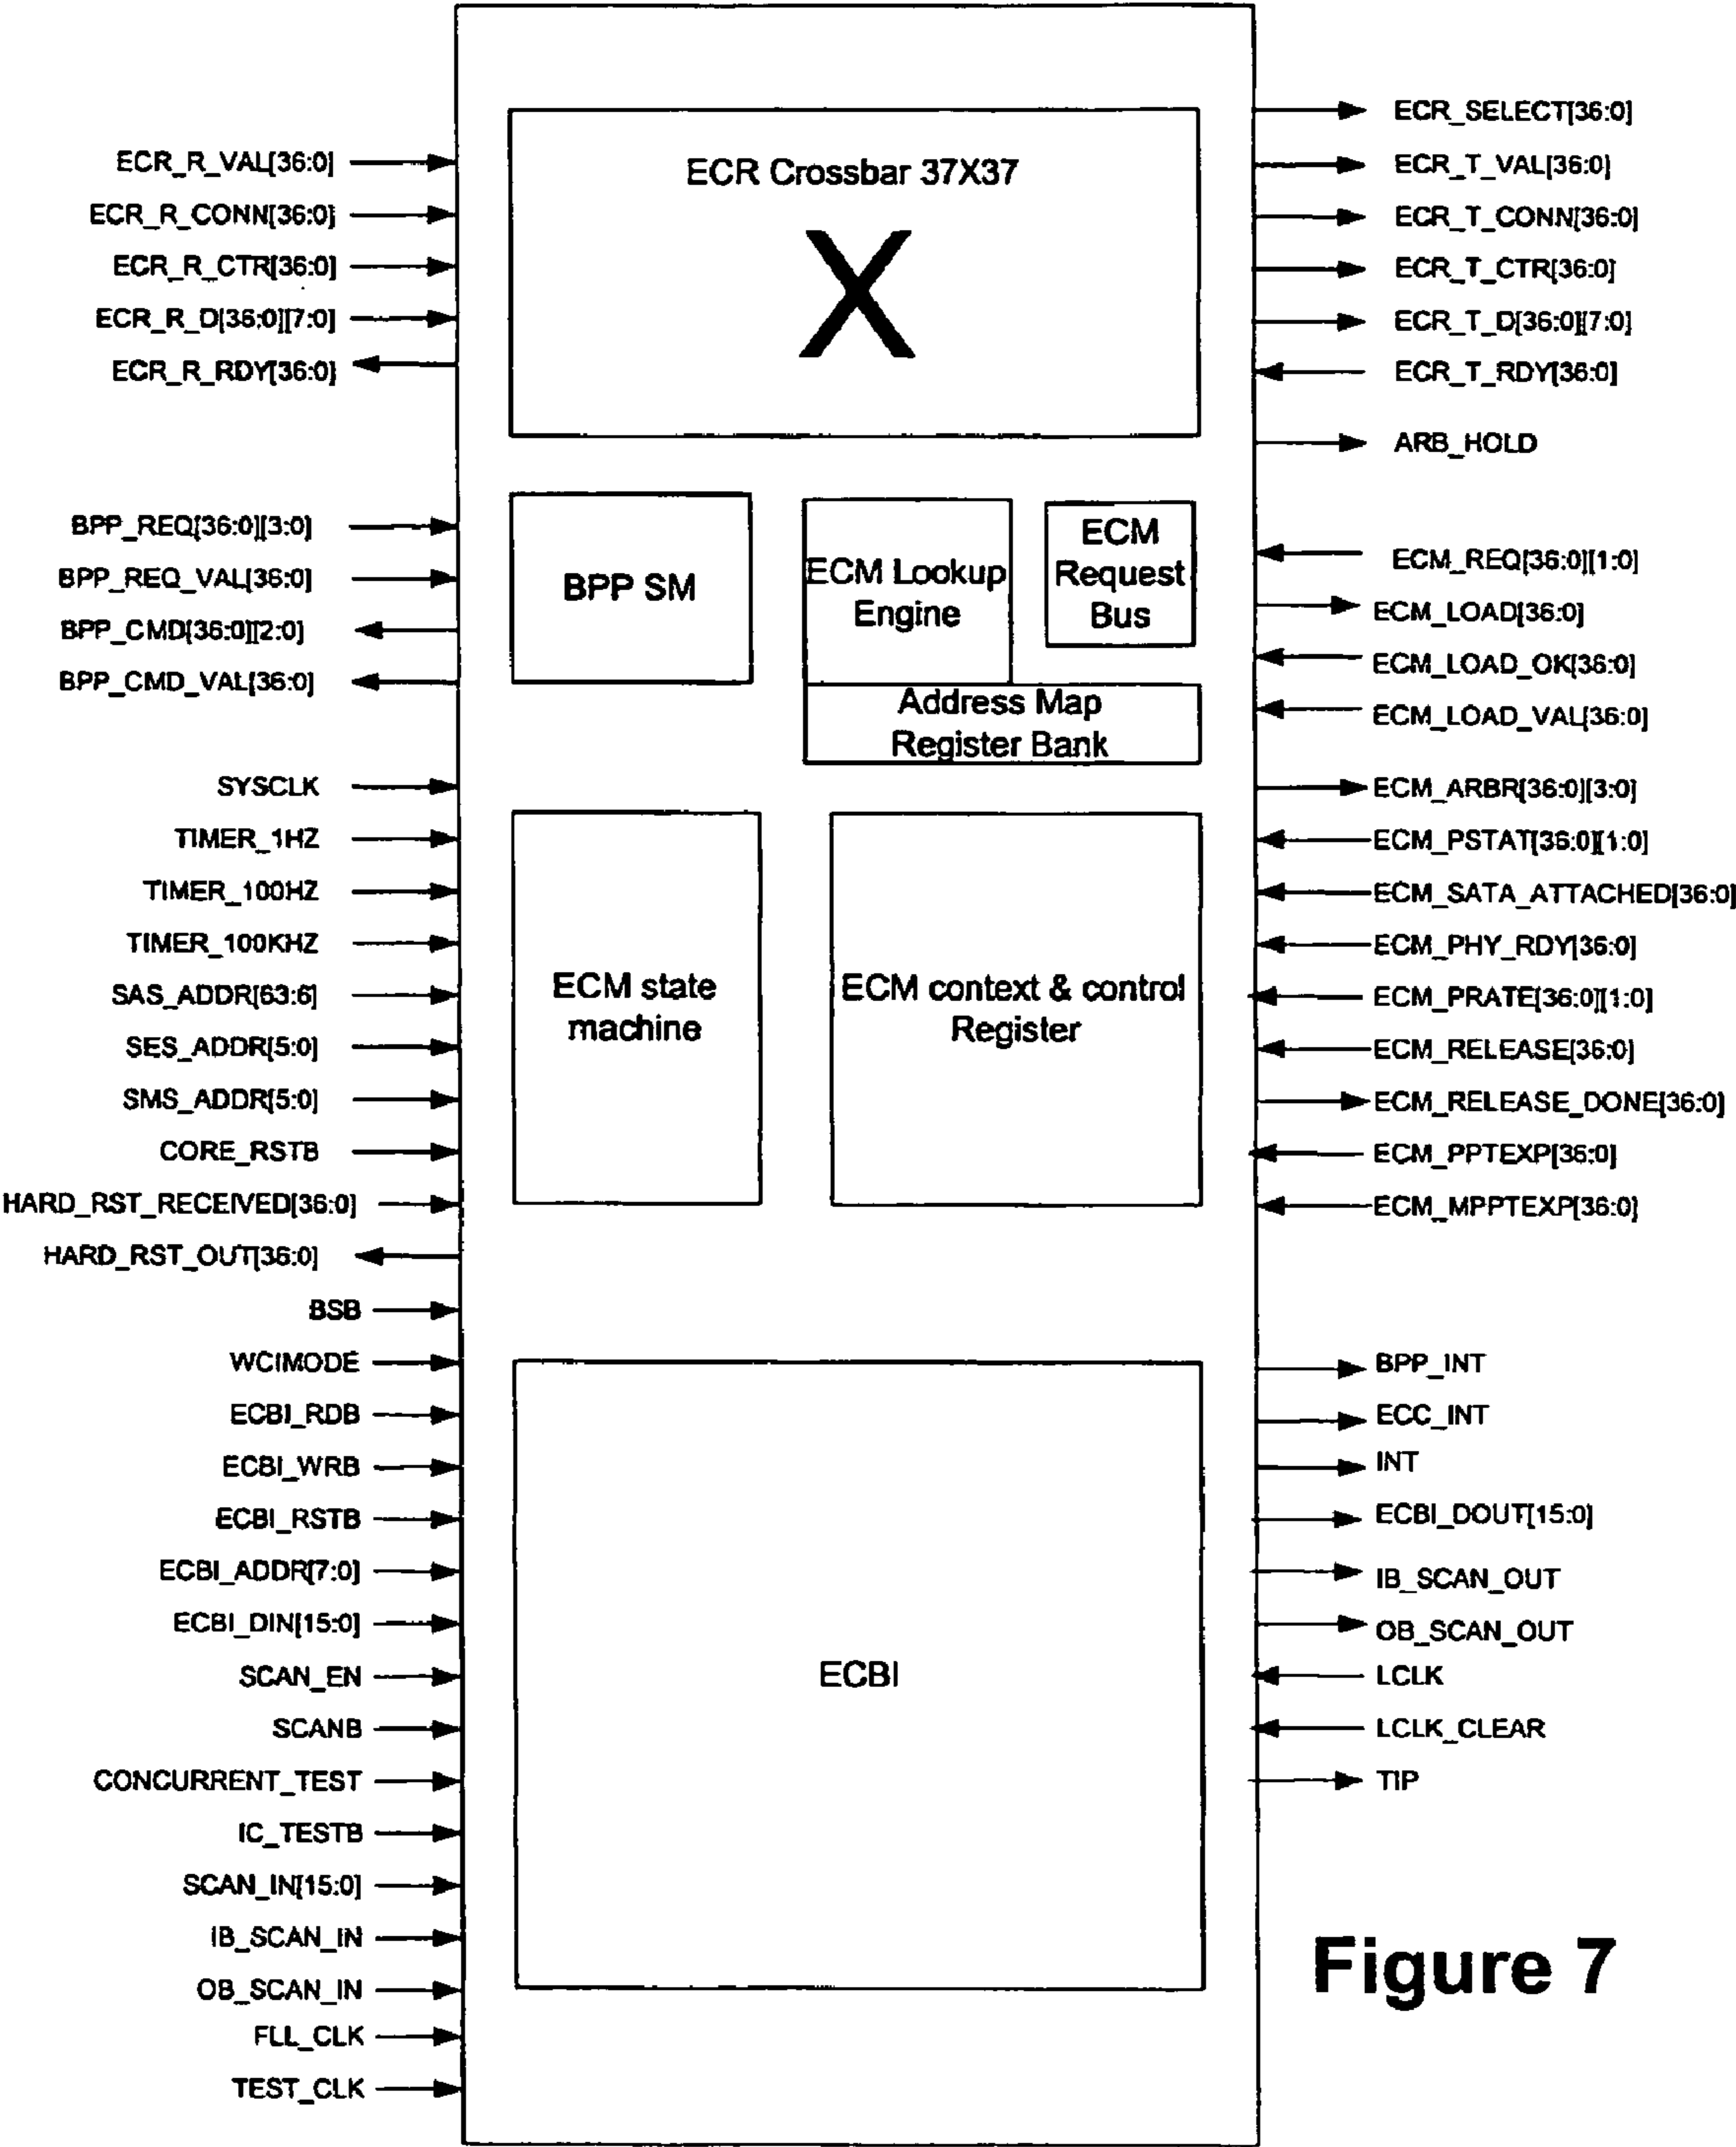 ECR_R_VAL[36:0]
ECR_R_CONN[36:0]
ECR_R_CTR[36:0]
ECR_R_D[36:0][7:0]
ECR_R_RDY[36:0]
BPP_REQ[36:0][3:0]
BPP_REQ_VAL[36:0]
BPP_CMD[36:0][2:0]
BPP_CMD_VAL[36:0]
SYSCLK
TIMER_1HZ
TIMER_100HZ
TIMER_100KHZ
SAS_ADDR[63:6]
SES_ADDR[5:0]
SMS_ADDR[5:0]
CORE_RSTB
HARD_RST_RECEIVED[36:0]
HARD_RST_OUT[36:0]
BSB
WCIMODE
ECBI_RDB
ECBI_WRB
ECBI_RSTB
ECBI_ADDR[7:0]
ECBI_DIN[15:0]
SCAN_EN
SCANB
CONCURRENT_TEST
IC_TESTB
SCAN_IN[15:0]
IB_SCAN_IN
OB_SCAN_IN
FLL_CLK
TEST_CLK
ECR Crossbar 37X37
X
BPP SM
ECM Lookup
Engine
ECM
Request
Bus
Address Map
Register Bank
ECM state
machine
ECM context & control
Register
ECBI
ECR_SELECT[36:0]
ECR_T_VAL[36:0]
ECR_T_CONN[36:0]
ECR_T_CTR[36:0]
ECR_T_D[36:0][7:0]
ECR_T_RDY[36:0]
ARB_HOLD
ECM_REQ[36:0][1:0]
ECM_LOAD[36:0]
ECM_LOAD_OK[36:0]
ECM_LOAD_VAL[36:0]
ECM_ARBR[36:0][3:0]
ECM_PSTAT[36:0][1:0]
ECM_SATA_ATTACHED[36:0]
ECM_PHY_RDY[36:0]
ECM_PRATE[36:0][1:0]
ECM_RELEASE[36:0]
ECM_RELEASE_DONE[36:0]
ECM_PPTEXP[36:0]
ECM_MPPTEXP[36:0]
BPP_INT
ECC_INT
INT
ECBI_DOUT[15:0]
IB_SCAN_OUT
OB_SCAN_OUT
LCLK
LCLK_CLEAR
TIP
Figure 7